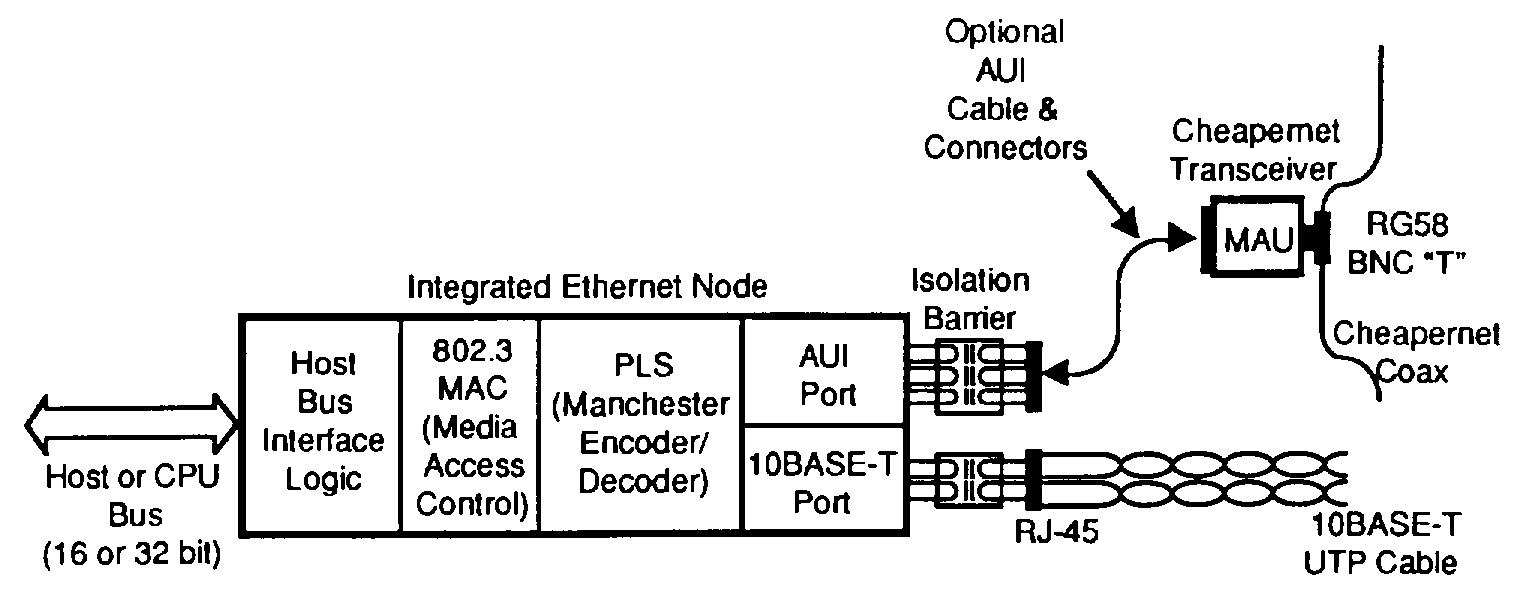 Optional
AUI
Cable &
Connectors
Cheapernet
Transceiver
MAU
RG58
BNC "T"
Cheapernet
Coax
Integrated Ethernet Node
Isolation
Barrier
Host
Bus
Interface
Logic
802.3
MAC
(Media
Access
Control)
PLS
(Manchester
Encoder/
Decoder)
AUI
Port
10BASE-T
Port
Host or CPU
Bus
(16 or 32 bit)
RJ-45
10BASE-T
UTP Cable